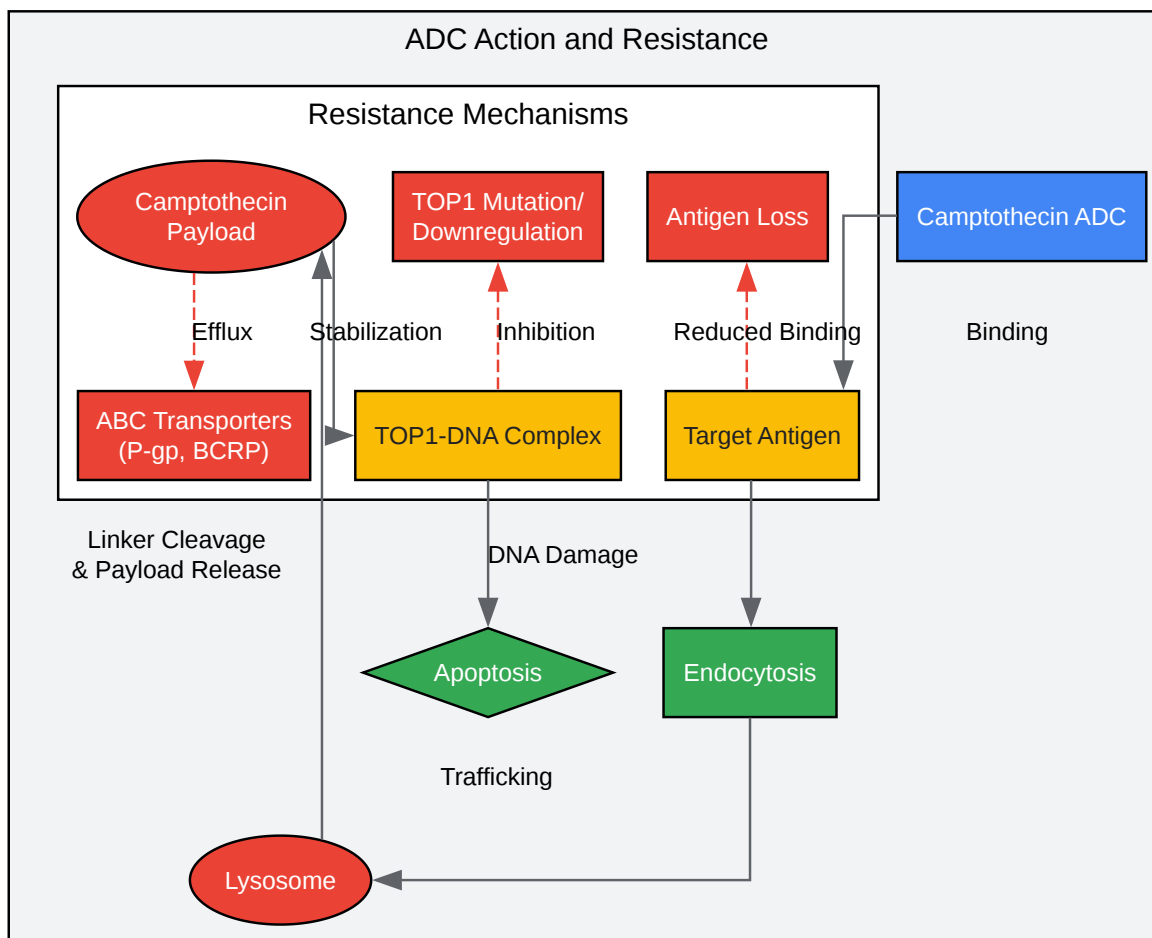 ADC Action and Resistance
Resistance Mechanisms
Camptothecin
Payload
TOP1 Mutation/
Downregulation
Antigen Loss
Camptothecin ADC
Efflux
Stabilization
Inhibition
Reduced Binding
Binding
ABC Transporters
(P-gp, BCRP)
TOP1-DNA Complex
Target Antigen
Linker Cleavage
& Payload Release
DNA Damage
Apoptosis
Endocytosis
Trafficking
Lysosome